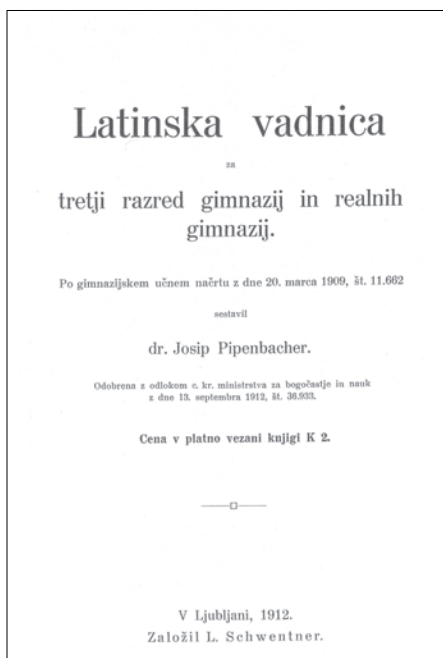 Latinska vadnica
za
tretji razred gimnazij in realnih
gimnazij.
Po gimnazijskem učnem načrtu z dne 20. marca 1909, št. 11.662
sestavil
dr. Josip Pipenbacher.
Odobrena z odlokom c. kr. ministrstva za bogočastje in nauk
z dne 13. septembra 1912, št. 36.933.
Cena v platno vezani knjigi K 2.
V Ljubljani, 1912.
Založil L. Schwentner.